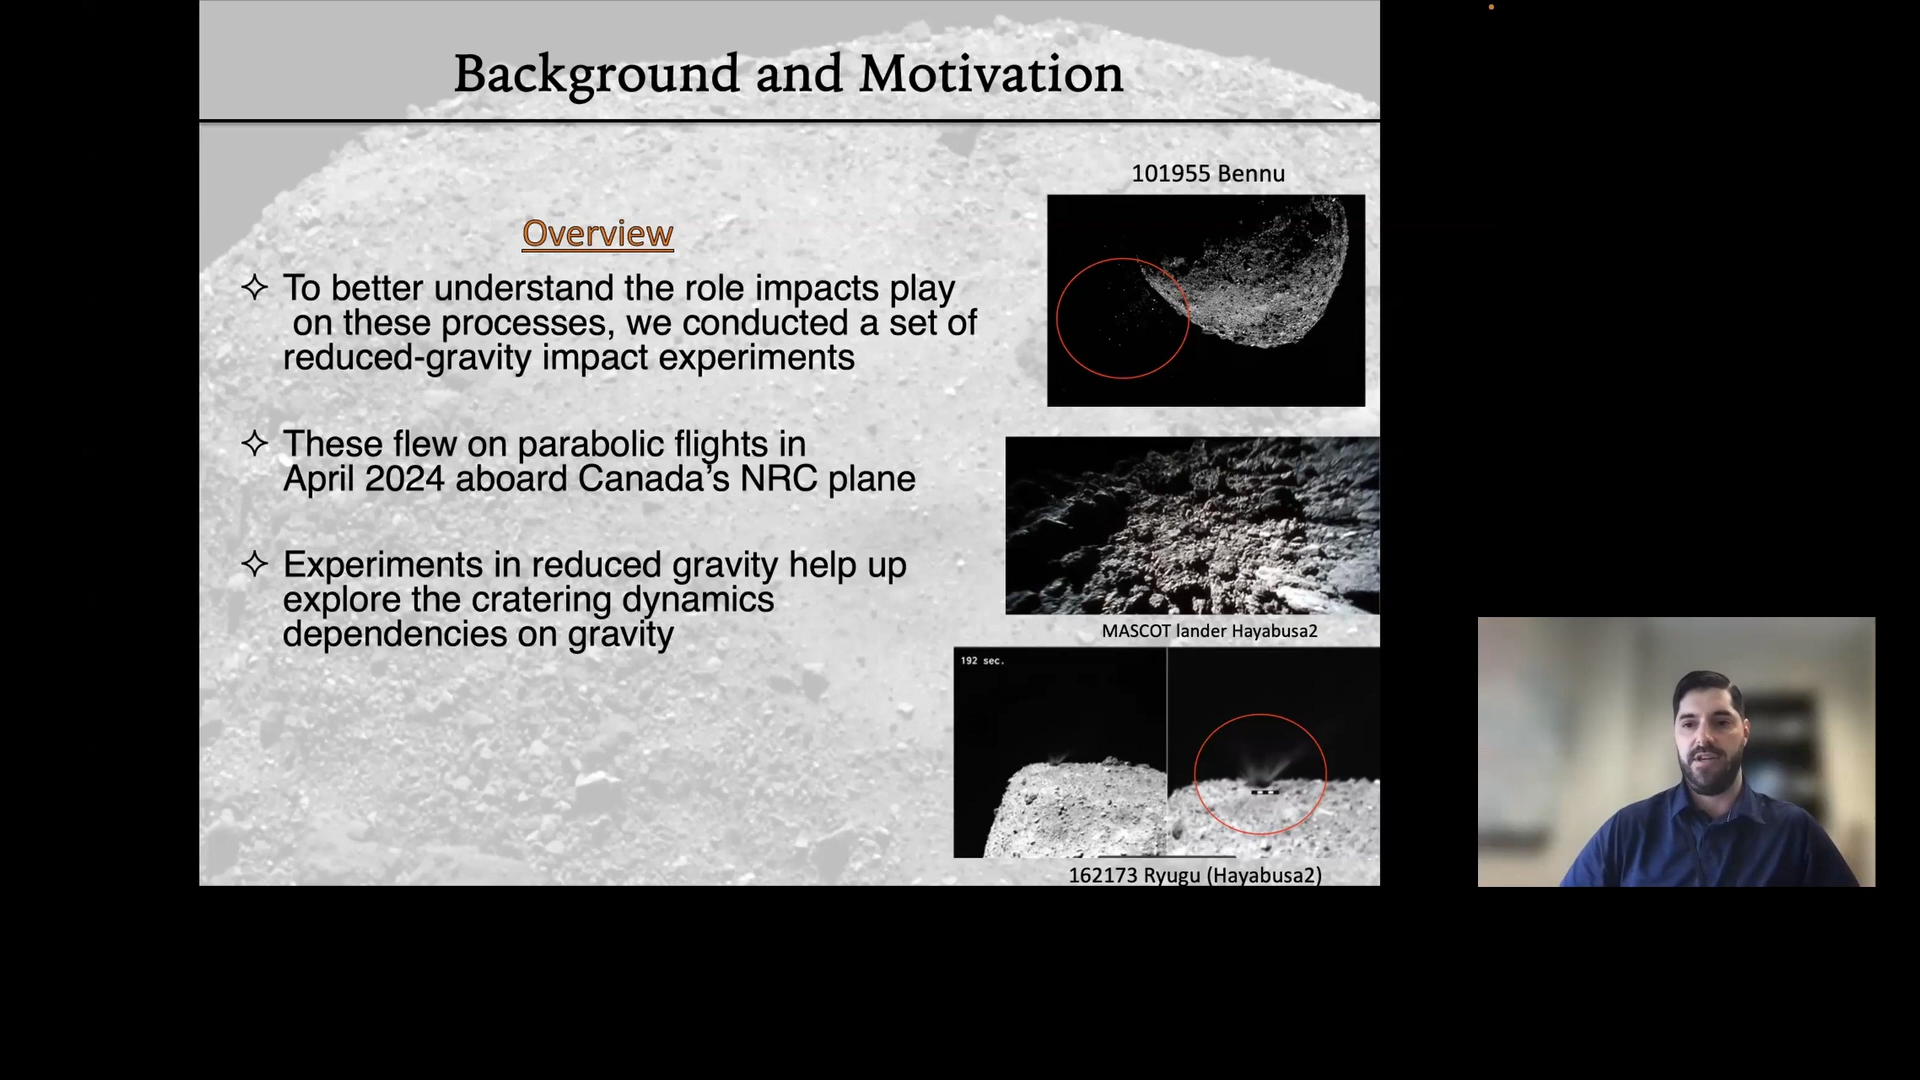 Background and Motivation
101955 Bennu
Overview
✧ To better understand the role impacts play
on these processes, we conducted a set of
reduced-gravity impact experiments
✧ These flew on parabolic flights in
April 2024 aboard Canada's NRC plane
✧ Experiments in reduced gravity help up
explore the cratering dynamics
dependencies on gravity
MASCOT lander Hayabusa2
192 sec.
162173 Ryugu (Hayabusa2)